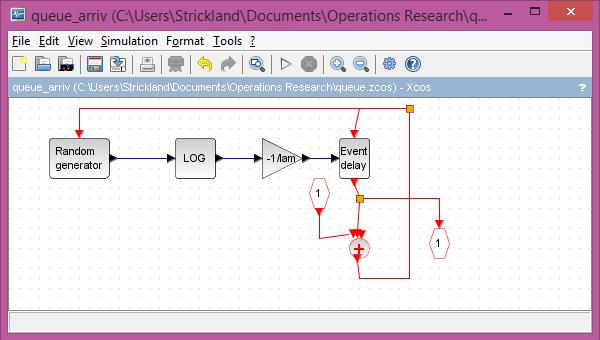 queue_arriv (C:\Users\Strickland\Documents\Operations Research\q...
File Edit View Simulation Format Tools ?
queue_arriv (C:\Users\Strickland\Documents\Operations Research\queue.zcos) - Xcos ?
Random
generator
LOG
-1/lam
Event
delay
1
1
+